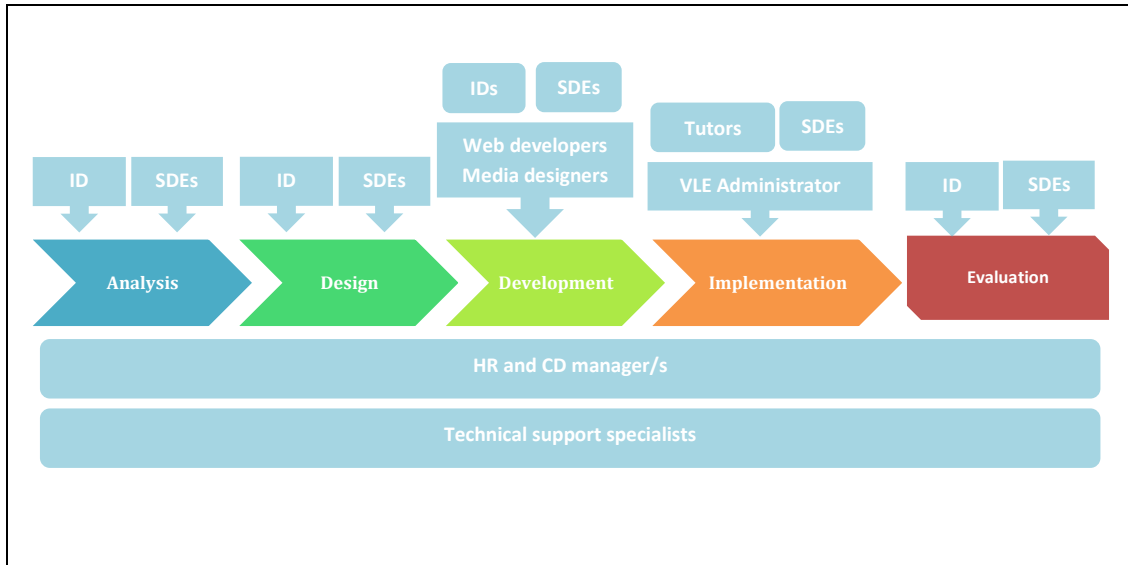 IDs
SDEs
Web developers
Media designers
Tutors
SDEs
VLE Administrator
ID
SDEs
ID
SDEs
ID
SDEs
Analysis
Design
Development
Implementation
Evaluation
HR and CD manager/s
Technical support specialists